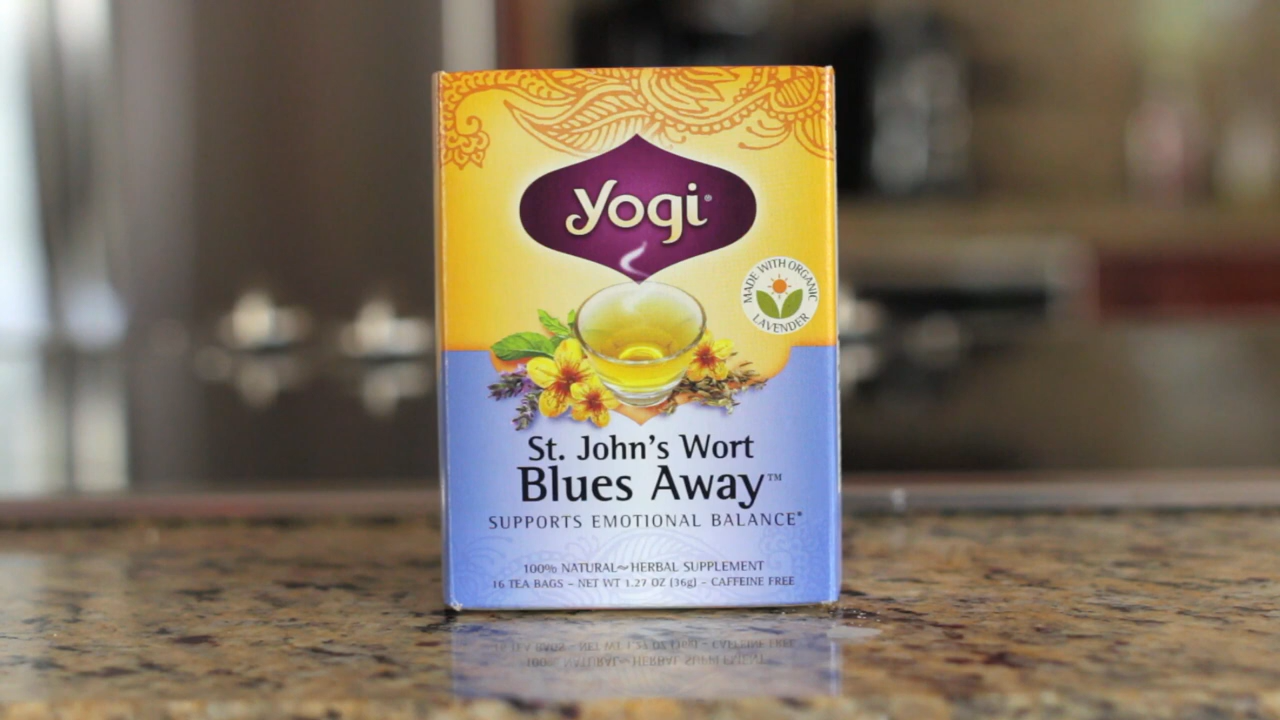 yogi®
MADE WITH ORGANIC
LAVENDER
St. John's Wort
Blues Away™
SUPPORTS EMOTIONAL BALANCE*
100% NATURAL~HERBAL SUPPLEMENT
16 TEA BAGS – NET WT 1.27 OZ (36g) – CAFFEINE FREE